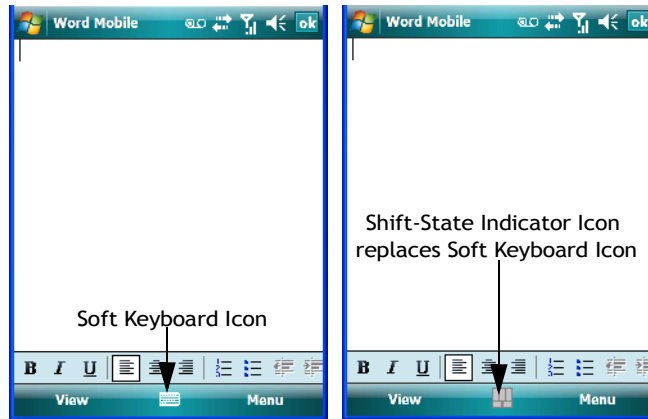 Word Mobile ok
Soft Keyboard Icon
B I U
View Menu
Word Mobile ok
Shift-State Indicator Icon
replaces Soft Keyboard Icon
B I U
View Menu